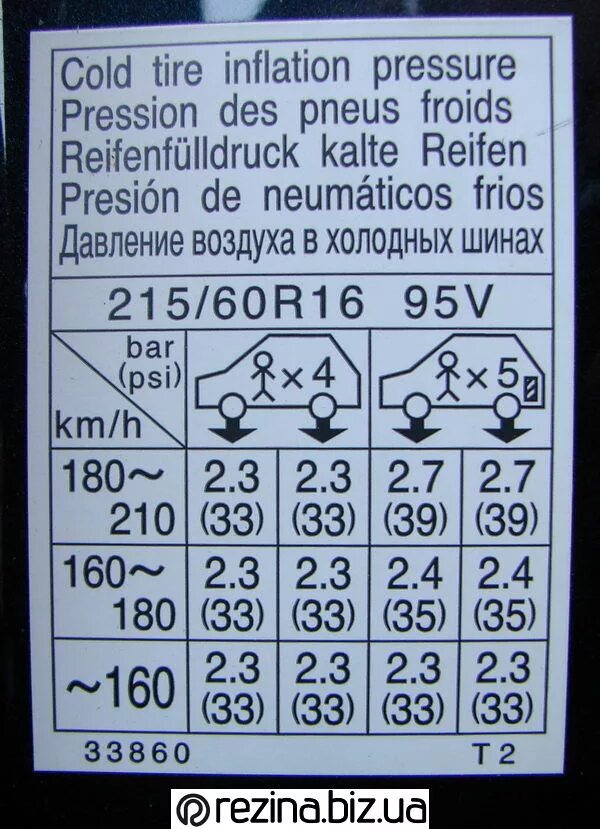 Cold tire inflation pressure
Pression des pneus froids
Reifenfülldruck kalte Reifen
Presión de neumáticos frios
Давление воздуха в холодных шинах
215/60R16 95V
bar (psi) km/h ×4 ×5
180~210 2.3 (33) 2.3 (33) 2.7 (39) 2.7 (39)
160~180 2.3 (33) 2.3 (33) 2.4 (35) 2.4 (35)
~160 2.3 (33) 2.3 (33) 2.3 (33) 2.3 (33)
33860 T2
rezina.biz.ua